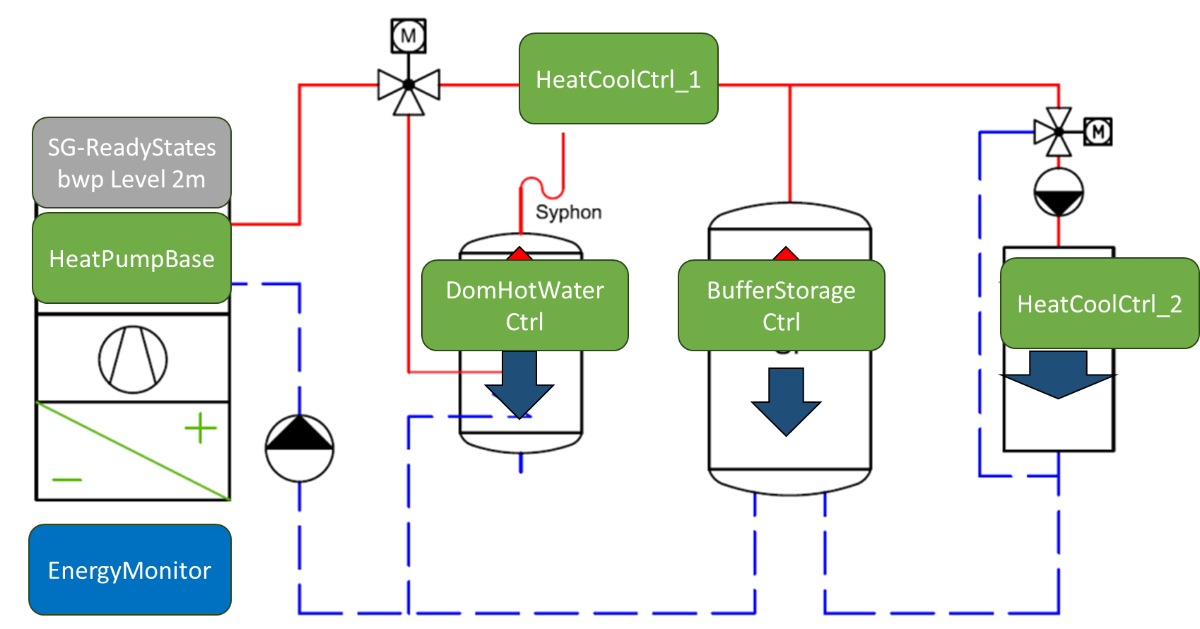 M
HeatCoolCtrl_1
SG-ReadyStates
bwp Level 2m
M
Syphon
HeatPumpBase
DomHotWater
Ctrl
BufferStorage
Ctrl
HeatCoolCtrl_2
EnergyMonitor